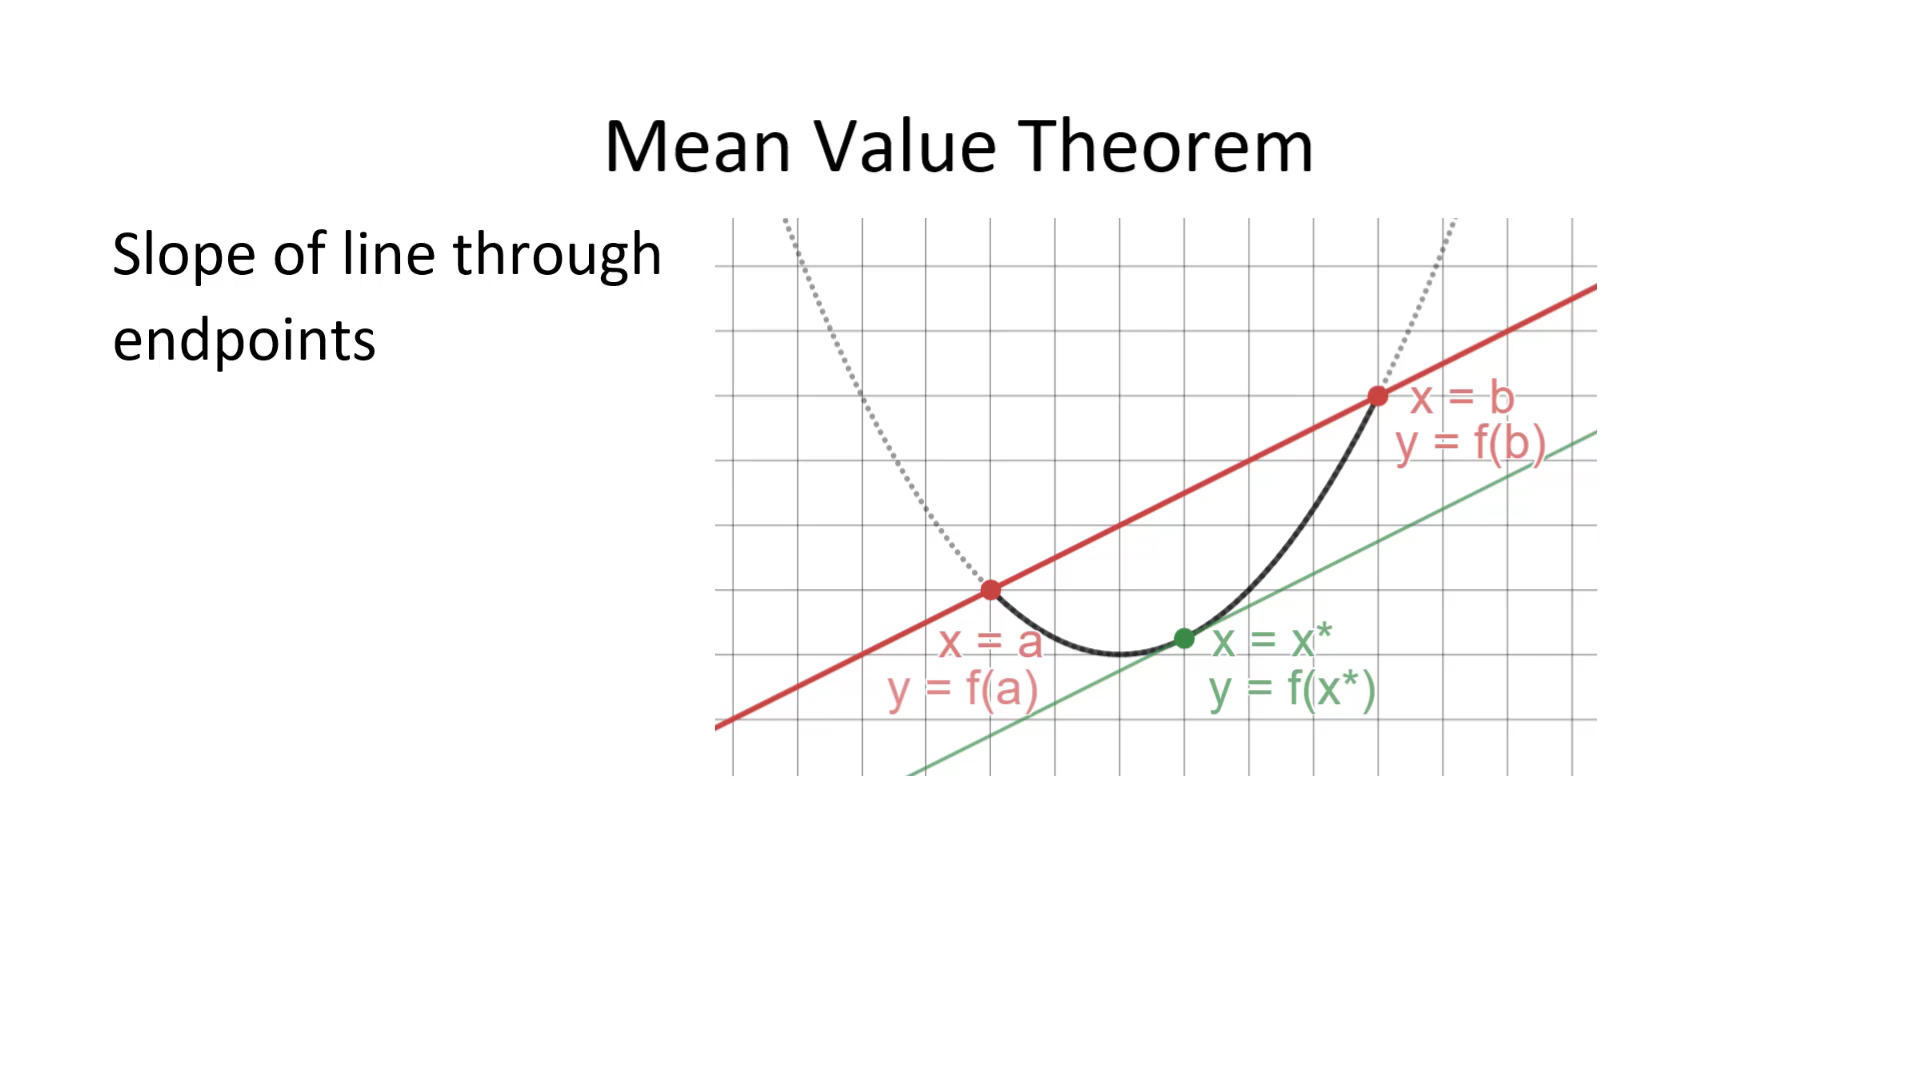 Mean Value Theorem
Slope of line through
endpoints
x = b
y = f(b)
x = a
y = f(a)
x = x*
y = f(x*)